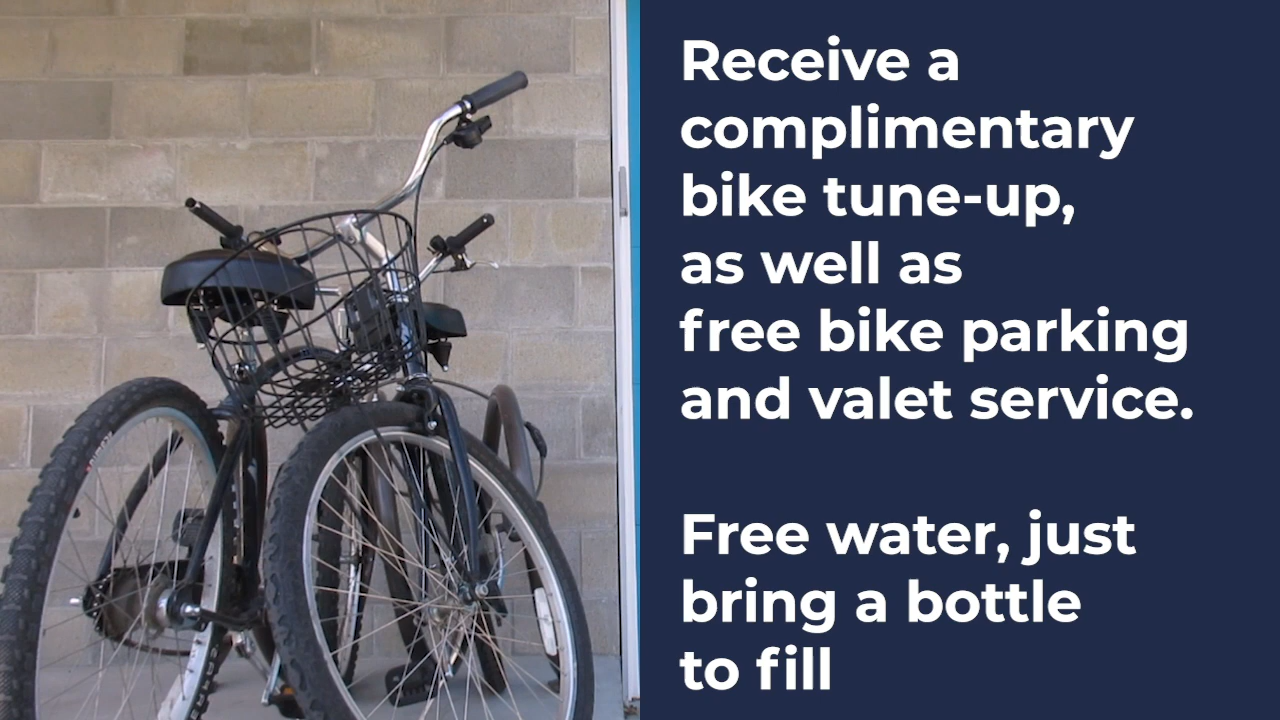 Receive a
complimentary
bike tune-up,
as well as
free bike parking
and valet service.
Free water, just
bring a bottle
to fill